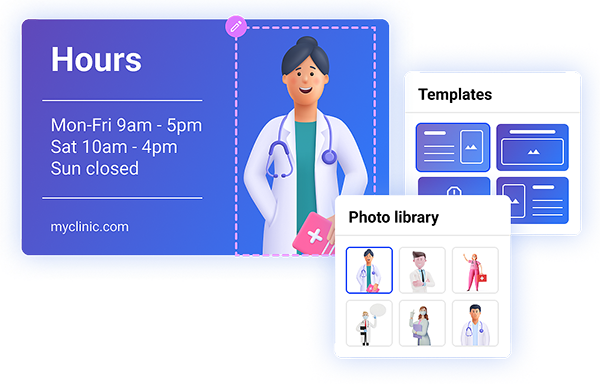 Hours
Mon-Fri 9am - 5pm
Sat 10am - 4pm
Sun closed
myclinic.com
Templates
Photo library